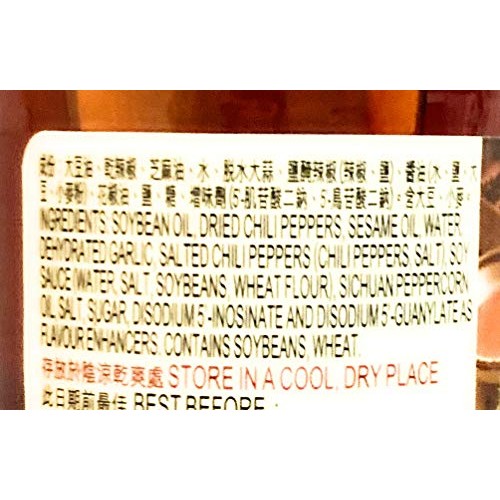 成份：大豆油、乾辣椒、芝麻油、水、脫水大蒜、鹽醃辣椒（辣椒、鹽）、醬油（水、鹽、大
豆、小麥粉）、花椒油、鹽、糖、增味劑（5'-肌苷酸二鈉、5'-鳥苷酸二鈉）。含大豆、小麥。
INGREDIENTS: SOYBEAN OIL, DRIED CHILI PEPPERS, SESAME OIL, WATER,
DEHYDRATED GARLIC, SALTED CHILI PEPPERS (CHILI PEPPERS, SALT), SOY
SAUCE (WATER, SALT, SOYBEANS, WHEAT FLOUR), SICHUAN PEPPERCORN
OIL, SALT, SUGAR, DISODIUM 5'-INOSINATE AND DISODIUM 5'-GUANYLATE AS
FLAVOUR ENHANCERS. CONTAINS SOYBEANS, WHEAT.
存放於陰涼乾爽處 STORE IN A COOL, DRY PLACE
此日期前最佳 BEST BEFORE :